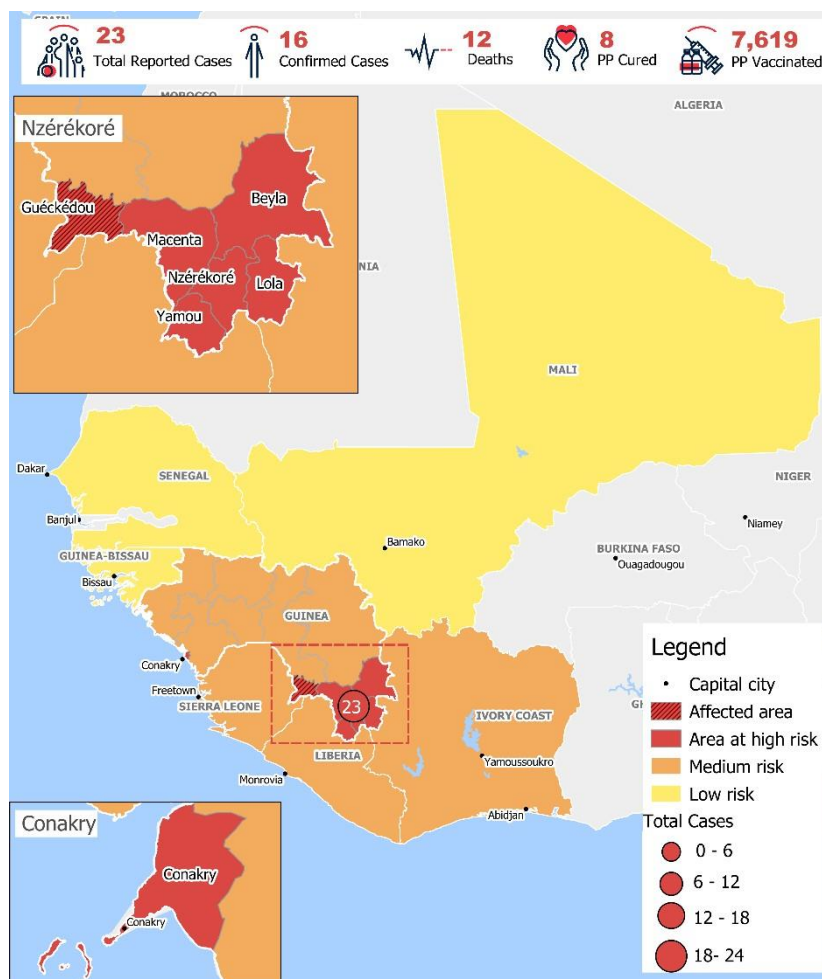 23
Total Reported Cases
16
Confirmed Cases
12
Deaths
8
PP Cured
7,619
PP Vaccinated
MOROCCO
ALGERIA
Nzérékoré
Guéckédou
Macenta
Beyla
Nzérékoré
Lola
Yamou
NIA
MALI
Dakar
SENEGAL
NIGER
Banjul
Niamey
Bamako
BURKINA FASO
GUINEA-BISSAU
Ouagadougou
Bissau
GUINEA
Conakry
Freetown
SIERRA LEONE
23
IVORY COAST
GH
LIBERIA
Yamoussoukro
Monrovia
Abidjan
Legend
Capital city
Affected area
Area at high risk
Medium risk
Low risk
Total Cases
0 - 6
6 - 12
12 - 18
18- 24
Conakry
Conakry
Conakry